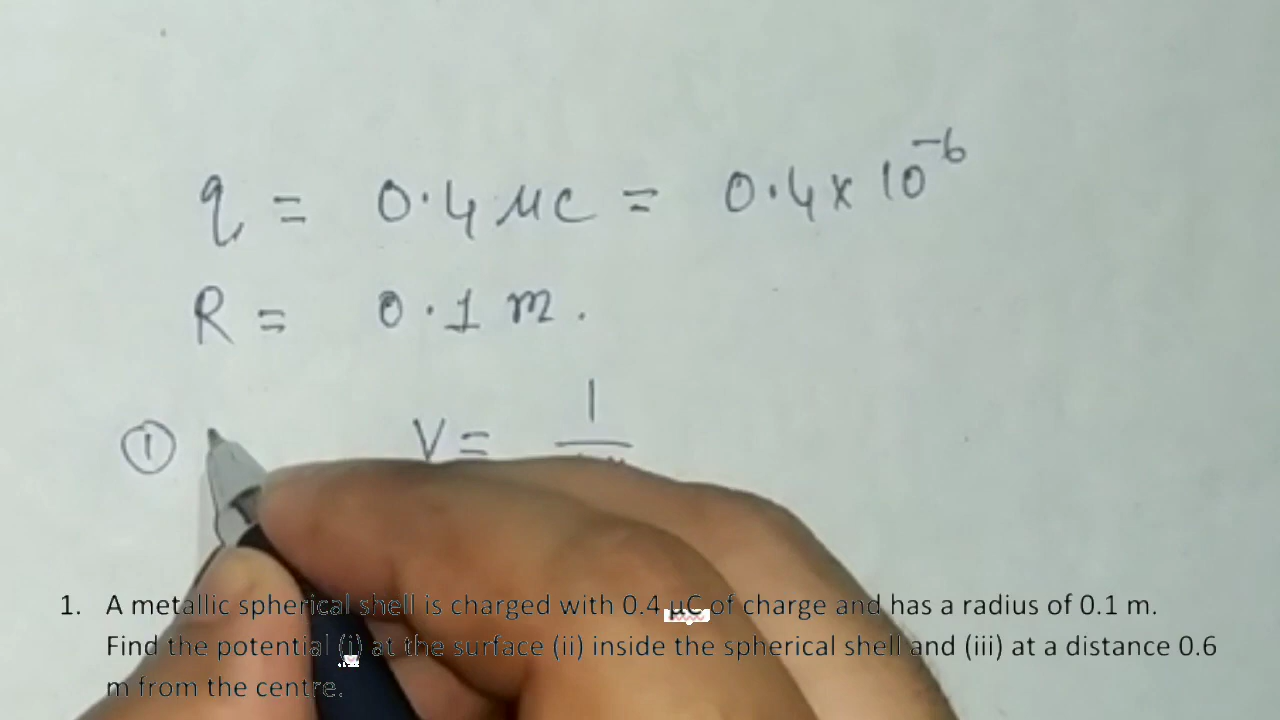 q = 0.4 μC = 0.4 x 10⁻⁶
R = 0.1 m.
① V = 1
1. A metallic spherical shell is charged with 0.4 μC of charge and has a radius of 0.1 m.
Find the potential (i) at the surface (ii) inside the spherical shell and (iii) at a distance 0.6
m from the centre.